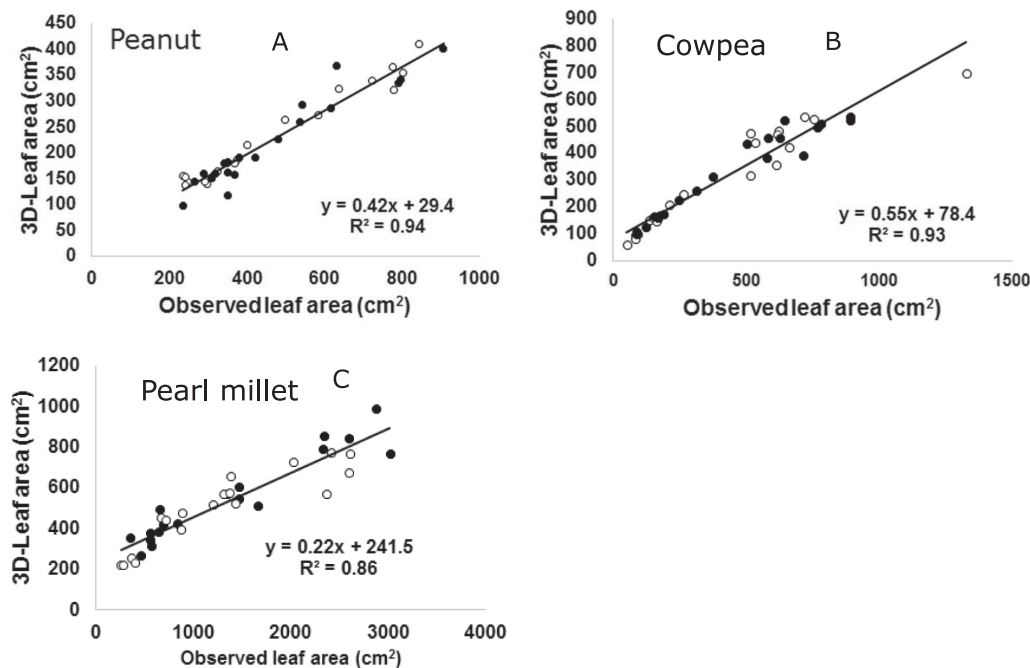 Peanut
A
3D-Leaf area (cm²)
450
400
350
300
250
200
150
100
50
0
0 200 400 600 800 1000
y = 0.42x + 29.4
R² = 0.94
Observed leaf area (cm²)
Cowpea
B
3D-Leaf area (cm²)
900
800
700
600
500
400
300
200
100
0
0 500 1000 1500
y = 0.55x + 78.4
R² = 0.93
Observed leaf area (cm²)
Pearl millet
C
3D-Leaf area (cm²)
1200
1000
800
600
400
200
0
0 1000 2000 3000 4000
y = 0.22x + 241.5
R² = 0.86
Observed leaf area (cm²)